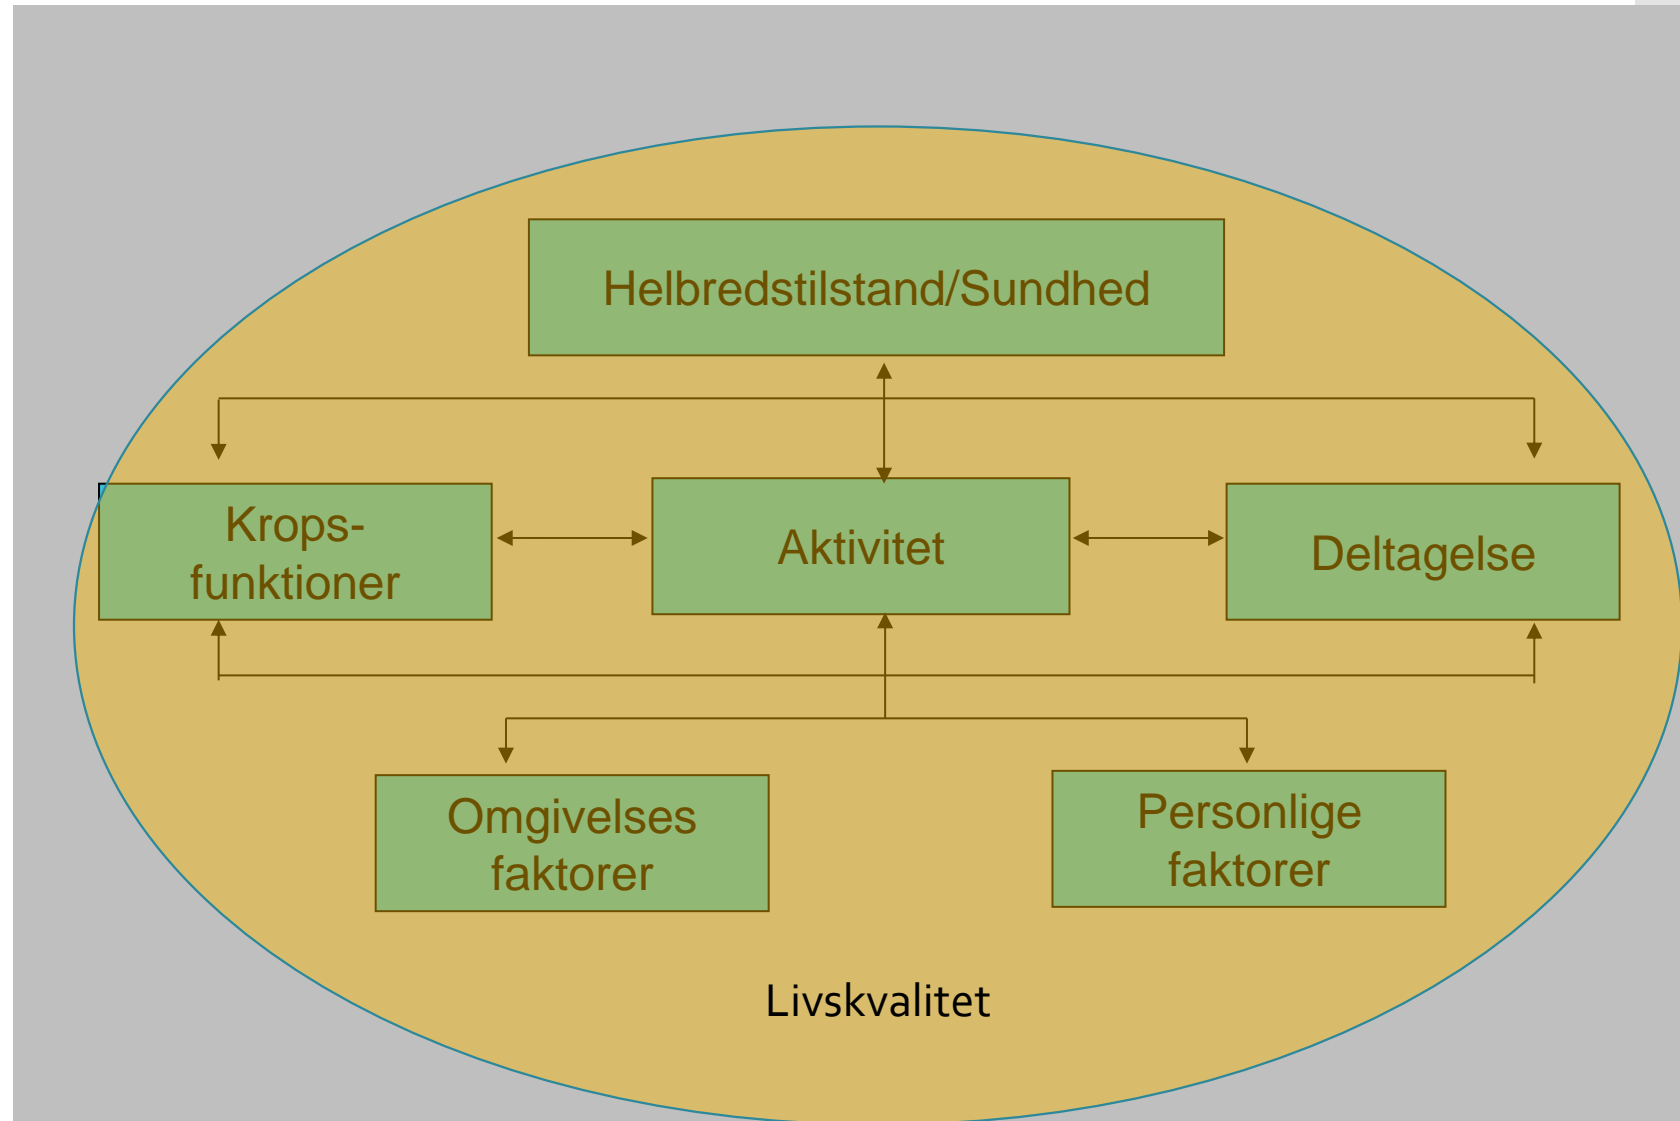 Helbredstilstand/Sundhed
Krops-
funktioner
Aktivitet
Deltagelse
Omgivelses
faktorer
Personlige
faktorer
Livskvalitet